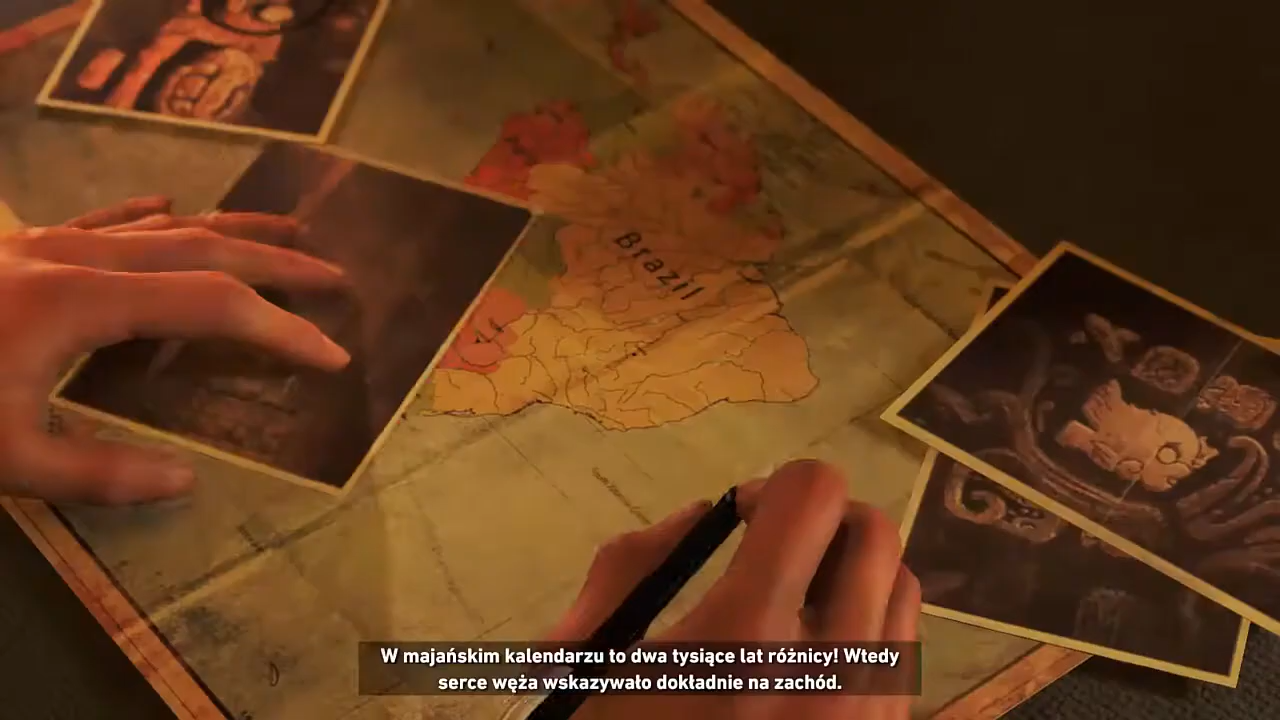 Brazil
W majańskim kalendarzu to dwa tysiące lat różnicy! Wtedy
serce węża wskazywało dokładnie na zachód.